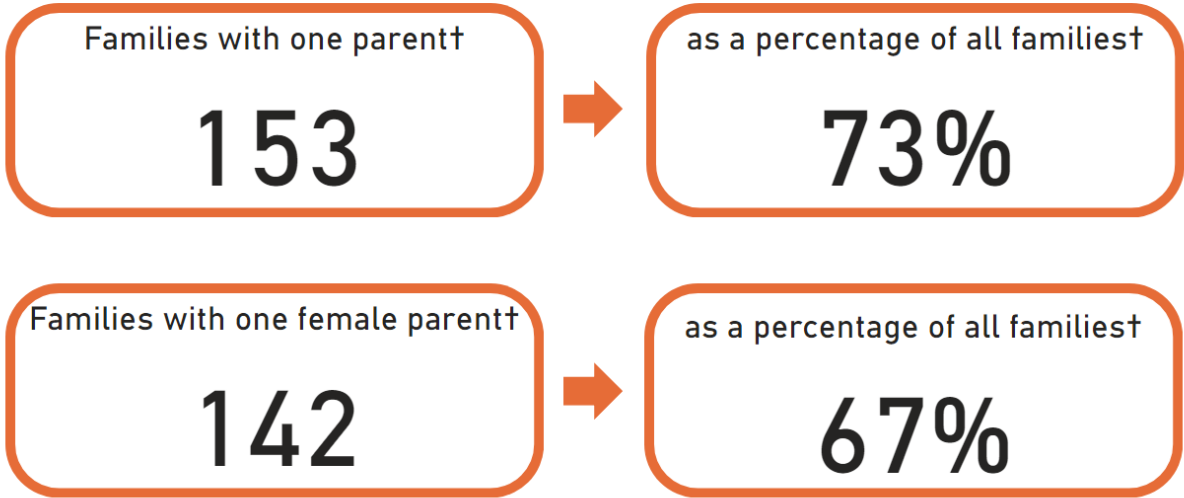 Families with one parent†
as a percentage of all families†
153
73%
Families with one female parent†
as a percentage of all families†
142
67%